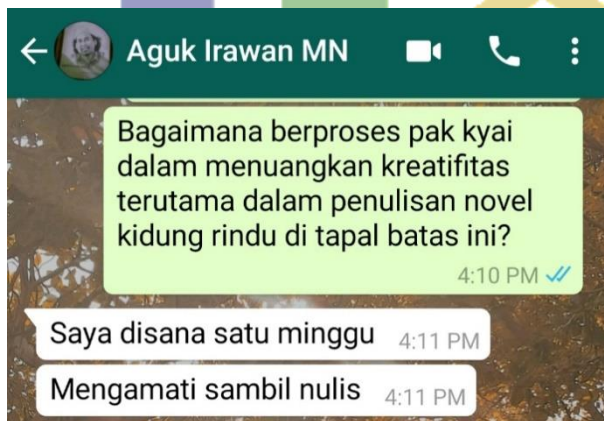 Aguk Irawan MN
Bagaimana berproses pak kyai
dalam menuangkan kreatifitas
terutama dalam penulisan novel
kidung rindu di tapal batas ini?
4:10 PM
Saya disana satu minggu 4:11 PM
Mengamati sambil nulis 4:11 PM